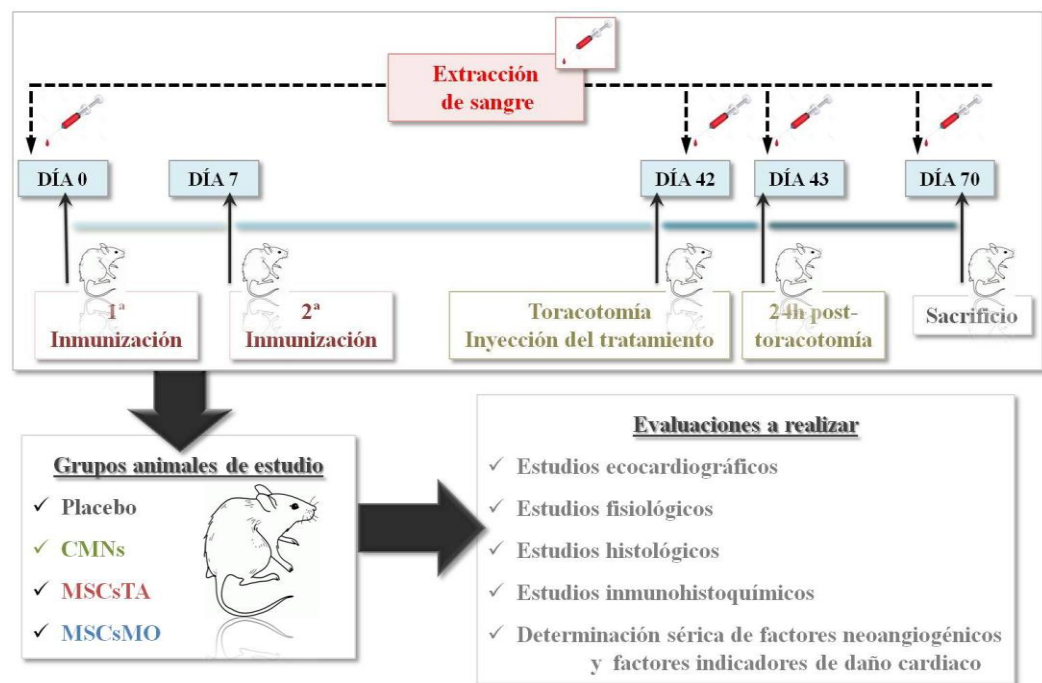 Extracción
de sangre
DÍA 0
DÍA 7
DÍA 42
DÍA 43
DÍA 70
1ª
Inmunización
2ª
Inmunización
Toracotomía
Inyección del tratamiento
24h post-
toracotomía
Sacrificio
Grupos animales de estudio
✓ Placebo
✓ CMNs
✓ MSCsTA
✓ MSCsMO
Evaluaciones a realizar
✓ Estudios ecocardiográficos
✓ Estudios fisiológicos
✓ Estudios histológicos
✓ Estudios inmunohistoquímicos
✓ Determinación sérica de factores neoangiogénicos
y factores indicadores de daño cardiaco